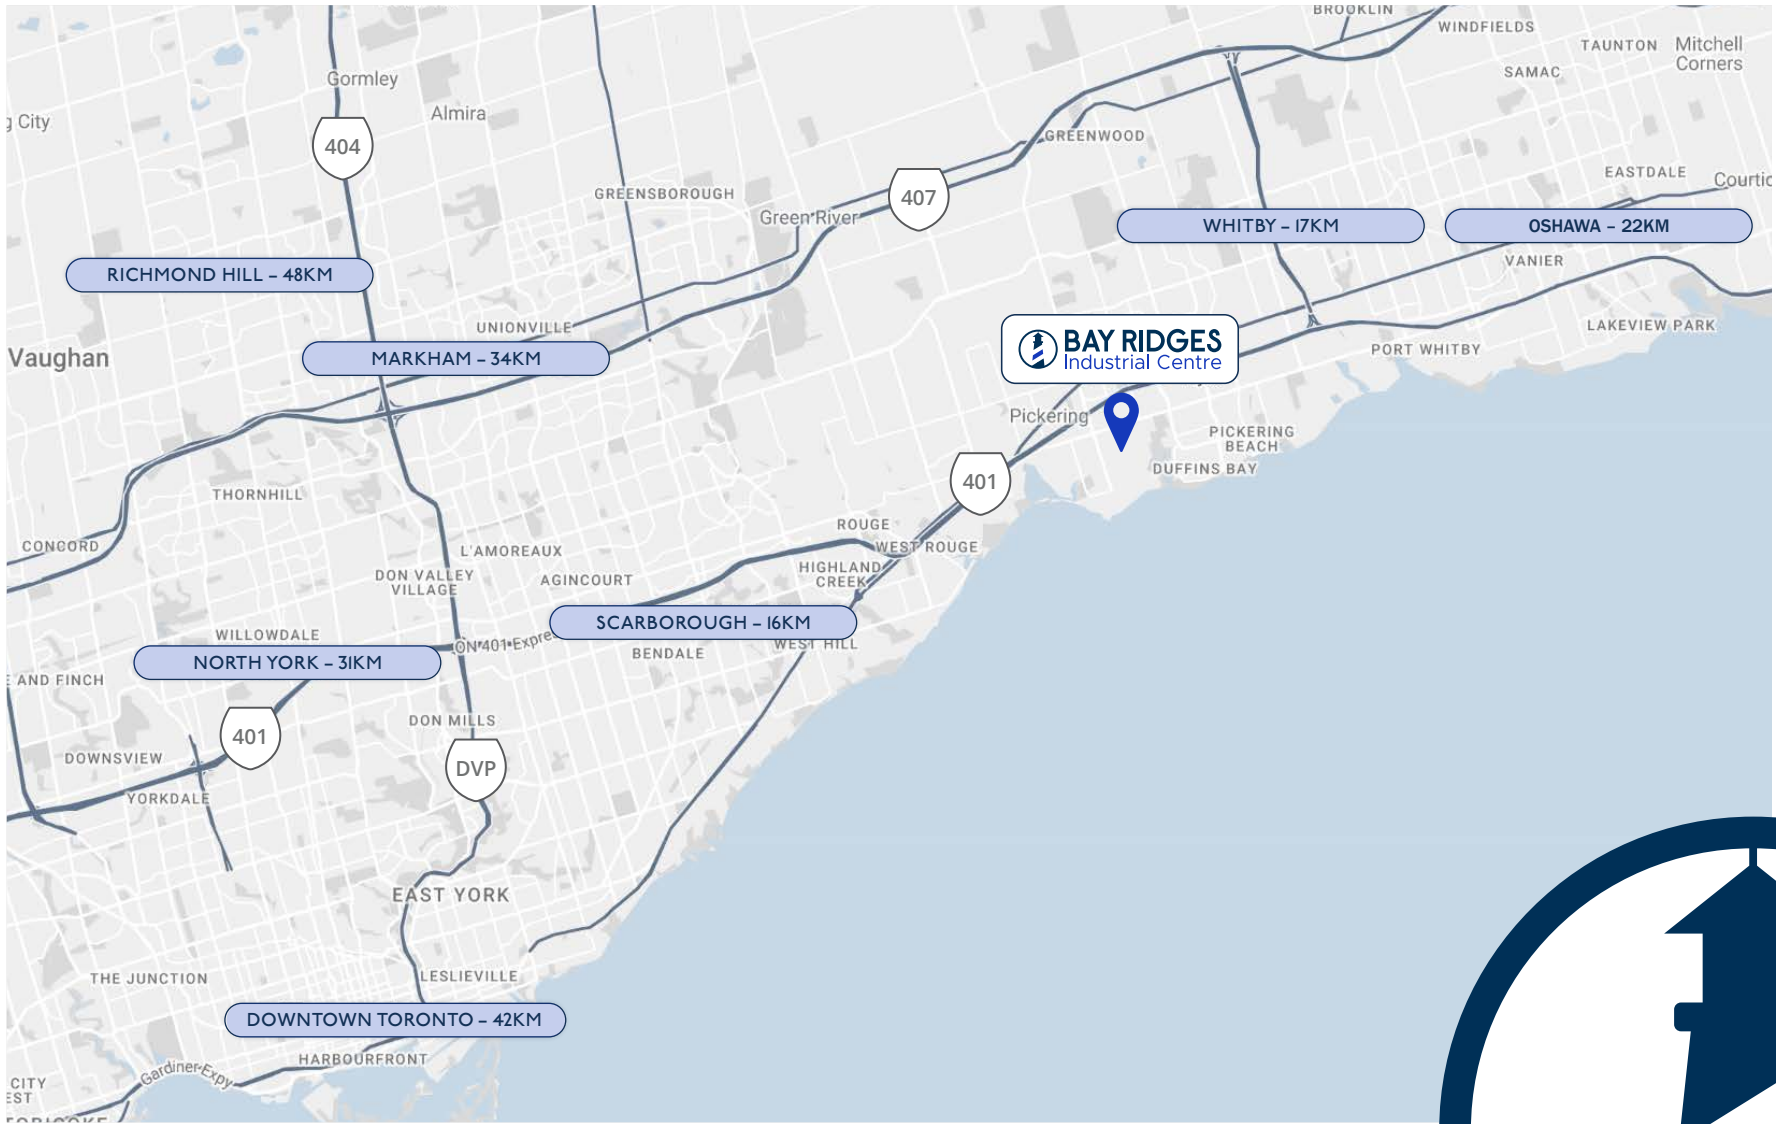 BROOKLIN
WINDFIELDS
TAUNTON
Mitchell
Corners
SAMAC
Gormley
Almira
g City
404
GREENWOOD
EASTDALE
Courtic
GREENSBOROUGH
407
Green River
WHITBY – 17KM
OSHAWA – 22KM
VANIER
RICHMOND HILL – 48KM
UNIONVILLE
LAKEVIEW PARK
BAY RIDGES
Industrial Centre
PORT WHITBY
Vaughan
MARKHAM – 34KM
Pickering
PICKERING
BEACH
DUFFINS BAY
401
THORNHILL
ROUGE
WEST ROUGE
CONCORD
L'AMOREAUX
DON VALLEY
VILLAGE
AGINCOURT
HIGHLAND
CREEK
SCARBOROUGH – 16KM
WILLOWDALE
ON 401 Expre
BENDALE
WEST HILL
NORTH YORK – 31KM
E AND FINCH
DON MILLS
401
DOWNSVIEW
DVP
YORKDALE
EAST YORK
THE JUNCTION
LESLIEVILLE
DOWNTOWN TORONTO – 42KM
HARBOURFRONT
Gardiner Expy
CITY
EST
TOBICOKE